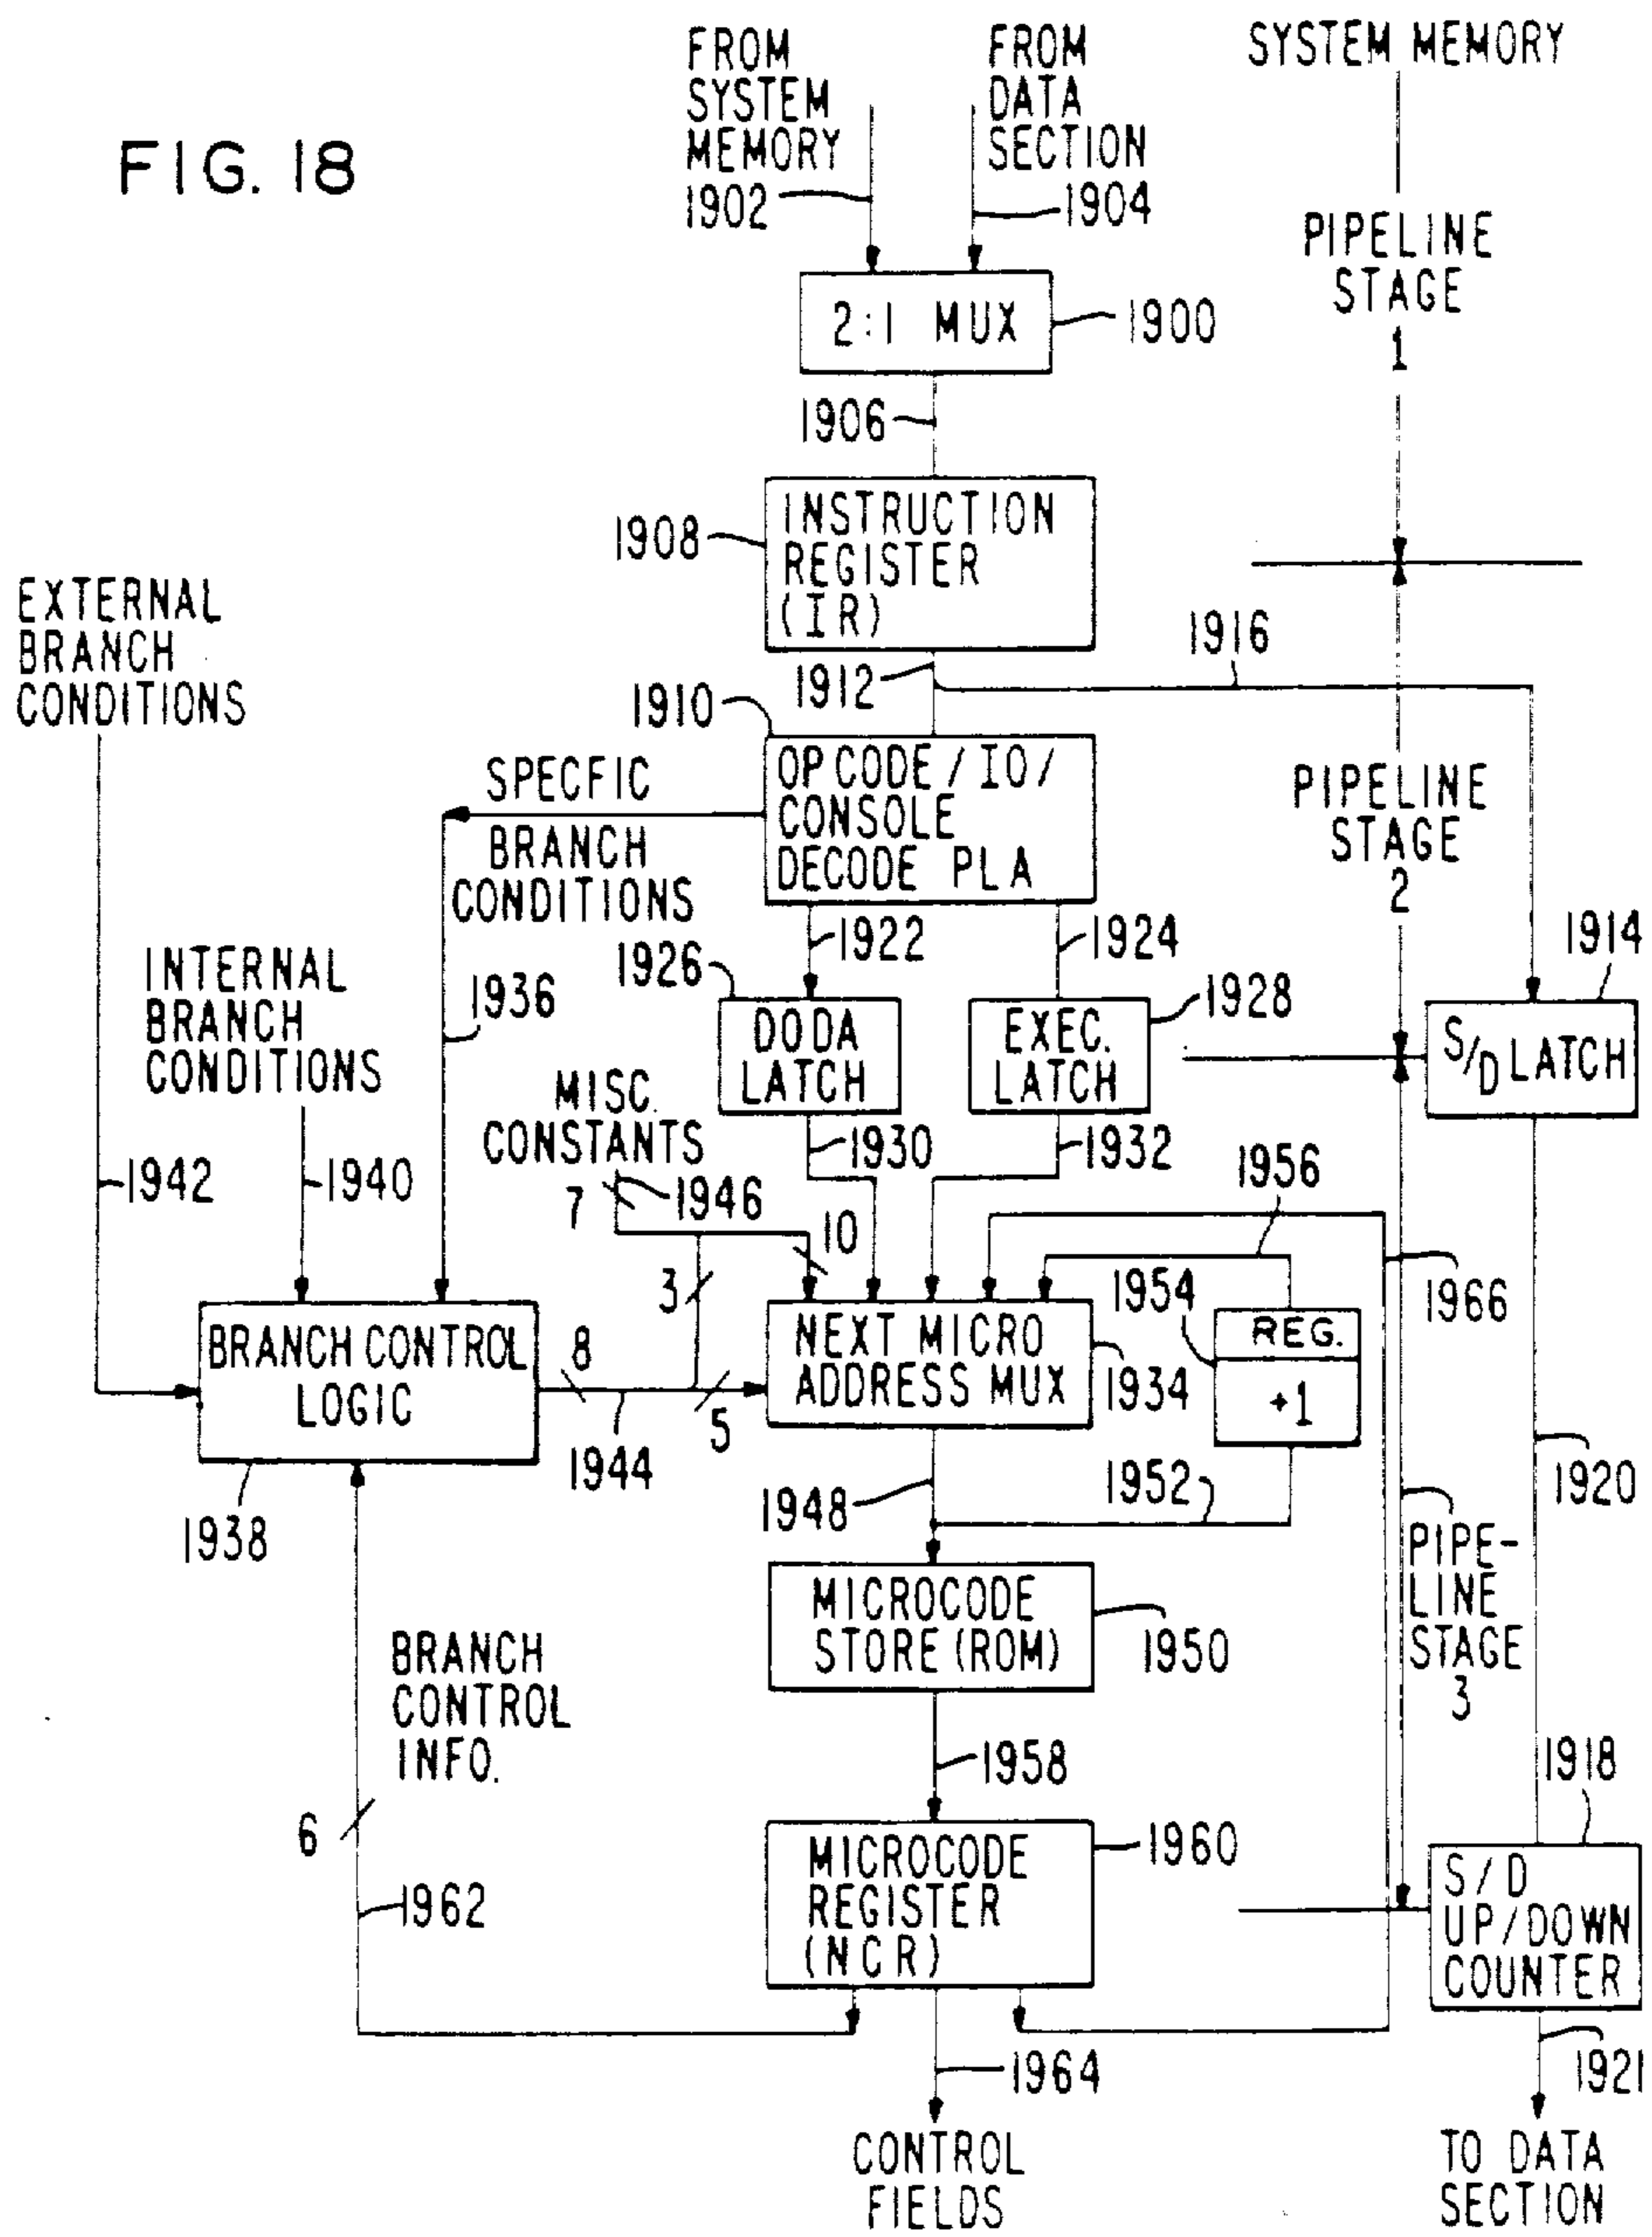 FIG. 18
FROM
SYSTEM
MEMORY
1902
FROM
DATA
SECTION
1904
SYSTEM MEMORY
2:1 MUX
1900
PIPELINE
STAGE
1
1906
INSTRUCTION
REGISTER
(IR)
1908
1912
1916
EXTERNAL
BRANCH
CONDITIONS
1910
OPCODE/IO/
CONSOLE
DECODE PLA
SPECFIC
BRANCH
CONDITIONS
PIPELINE
STAGE
2
1922
1924
1914
1926
1928
INTERNAL
BRANCH
CONDITIONS
1936
DODA
LATCH
EXEC.
LATCH
S/D LATCH
MISC.
CONSTANTS
1930
1932
1942
1940
7
1946
10
1956
3
1954
1966
BRANCH CONTROL
LOGIC
8
1944
5
NEXT MICRO
ADDRESS MUX
1934
REG.
+1
1938
1948
1952
1920
PIPE-
LINE
STAGE
3
MICROCODE
STORE (ROM)
1950
BRANCH
CONTROL
INFO.
1958
1918
6
1962
MICROCODE
REGISTER
(NCR)
1960
S/D
UP/DOWN
COUNTER
1964
1921
CONTROL
FIELDS
TO DATA
SECTION